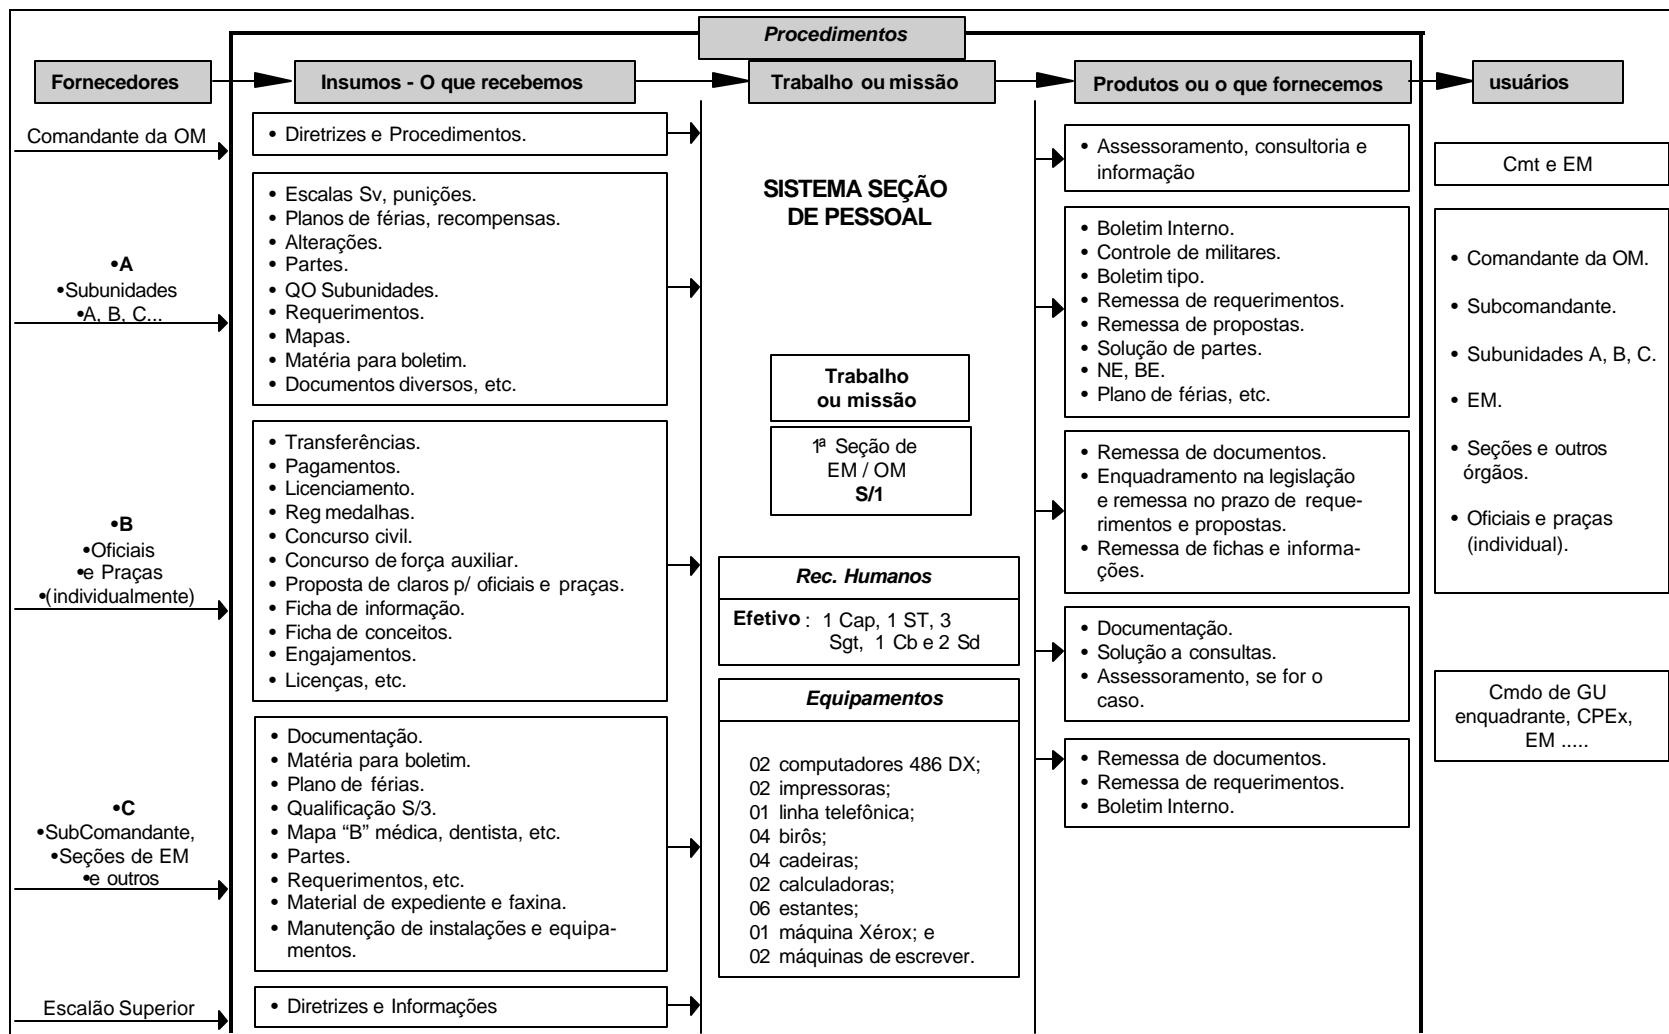 Procedimentos
Fornecedores
Insumos - O que recebemos
Trabalho ou missão
Produtos ou o que fornecemos
usuários
Comandante da OM
•A
•Subunidades
•A, B, C...
•B
•Oficiais
•e Praças
•(individualmente)
•C
•SubComandante,
•Seções de EM
•e outros
Escalão Superior
• Diretrizes e Procedimentos.
• Escalas Sv, punições.
• Planos de férias, recompensas.
• Alterações.
• Partes.
• QO Subunidades.
• Requerimentos.
• Mapas.
• Matéria para boletim.
• Documentos diversos, etc.
• Transferências.
• Pagamentos.
• Licenciamento.
• Reg medalhas.
• Concurso civil.
• Concurso de força auxiliar.
• Proposta de claros p/ oficiais e praças.
• Ficha de informação.
• Ficha de conceitos.
• Engajamentos.
• Licenças, etc.
• Documentação.
• Matéria para boletim.
• Plano de férias.
• Qualificação S/3.
• Mapa “B” médica, dentista, etc.
• Partes.
• Requerimentos, etc.
• Material de expediente e faxina.
• Manutenção de instalações e equipa-
mentos.
• Diretrizes e Informações
SISTEMA SEÇÃO
DE PESSOAL
Trabalho
ou missão
1ª Seção de
EM / OM
S/1
Rec. Humanos
Efetivo : 1 Cap, 1 ST, 3
Sgt, 1 Cb e 2 Sd
Equipamentos
02 computadores 486 DX;
02 impressoras;
01 linha telefônica;
04 birôs;
04 cadeiras;
02 calculadoras;
06 estantes;
01 máquina Xérox; e
02 máquinas de escrever.
• Assessoramento, consultoria e
informação
• Boletim Interno.
• Controle de militares.
• Boletim tipo.
• Remessa de requerimentos.
• Remessa de propostas.
• Solução de partes.
• NE, BE.
• Plano de férias, etc.
• Remessa de documentos.
• Enquadramento na legislação
e remessa no prazo de reque-
rimentos e propostas.
• Remessa de fichas e informa-
ções.
• Documentação.
• Solução a consultas.
• Assessoramento, se for o
caso.
• Remessa de documentos.
• Remessa de requerimentos.
• Boletim Interno.
Cmt e EM
• Comandante da OM.
• Subcomandante.
• Subunidades A, B, C.
• EM.
• Seções e outros
órgãos.
• Oficiais e praças
(individual).
Cmdo de GU
enquadrante, CPEx,
EM .....